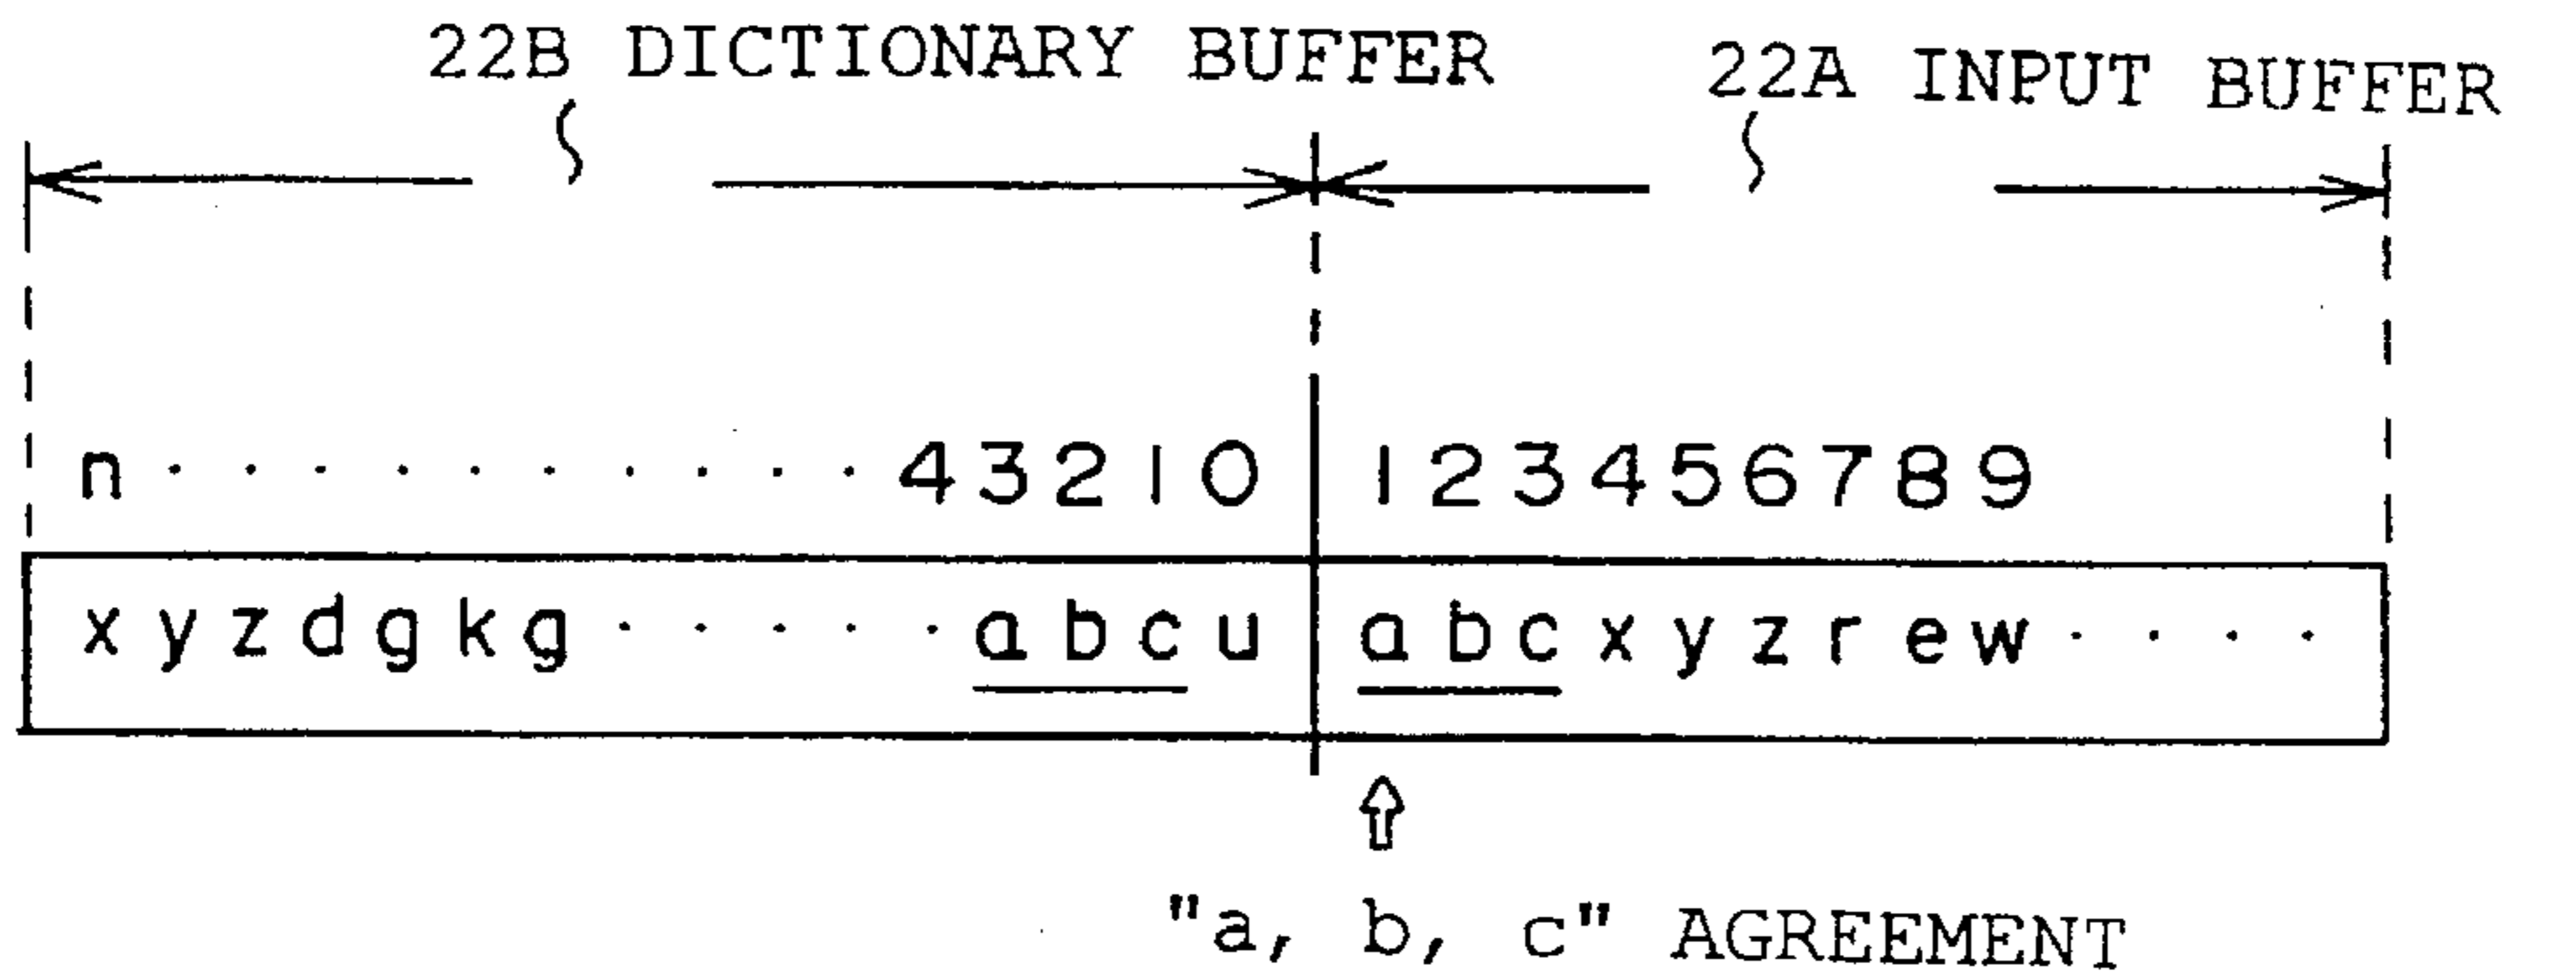 22B DICTIONARY BUFFER 22A INPUT BUFFER
n · · · · · · · · · · 4 3 2 1 0 1 2 3 4 5 6 7 8 9
x y z d g k g · · · · · a b c u a b c x y z r e w · · · ·
"a, b, c" AGREEMENT